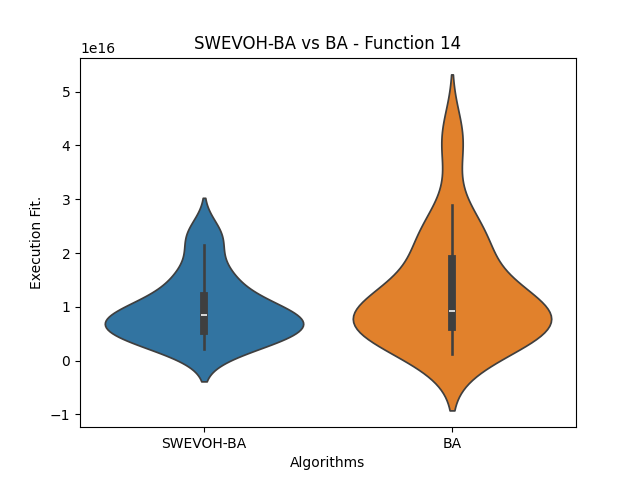 SWEVOH-BA vs BA - Function 14
1e16
5
4
3
2
1
0
−1
Execution Fit.
SWEVOH-BA
BA
Algorithms